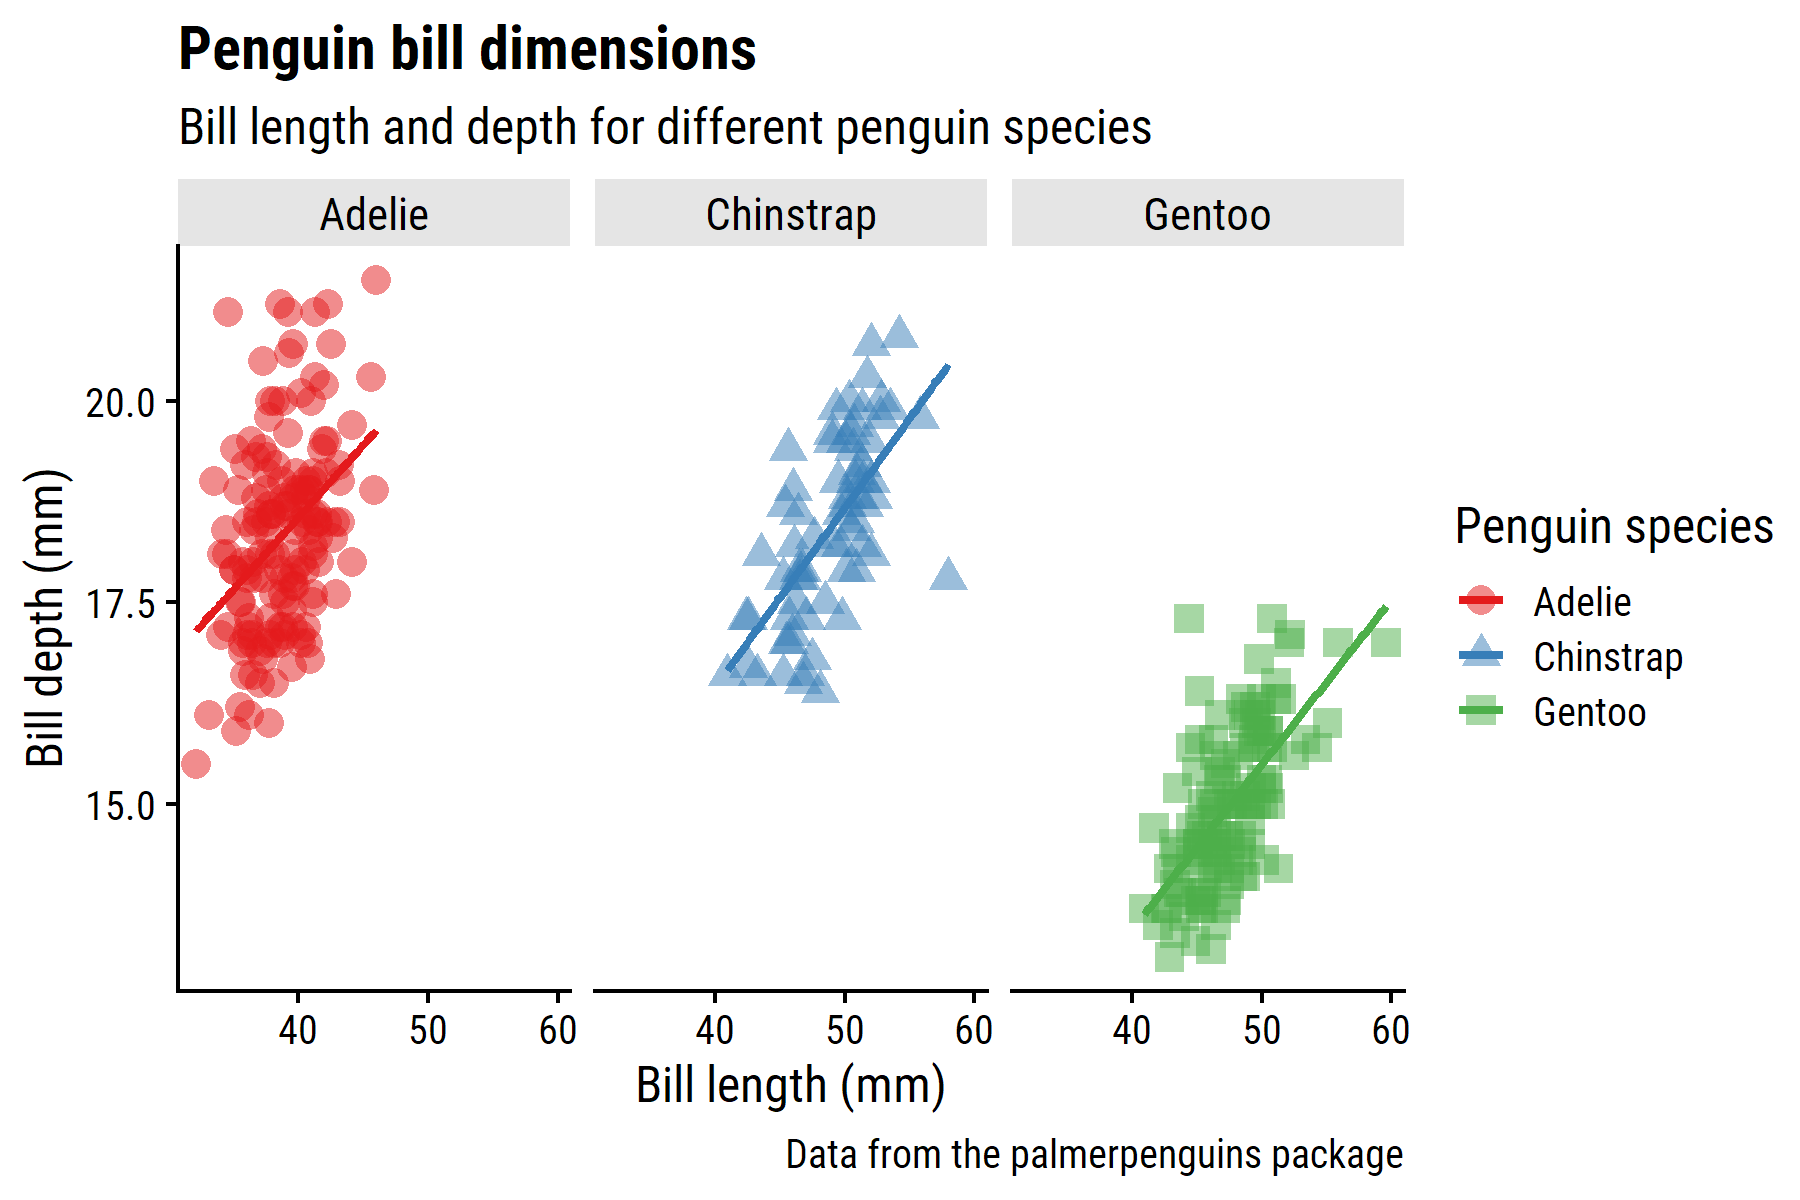 Penguin bill dimensions
Bill length and depth for different penguin species
Adelie
Chinstrap
Gentoo
Bill depth (mm)
20.0
17.5
15.0
40 50 60
40 50 60
40 50 60
Bill length (mm)
Penguin species
Adelie
Chinstrap
Gentoo
Data from the palmerpenguins package